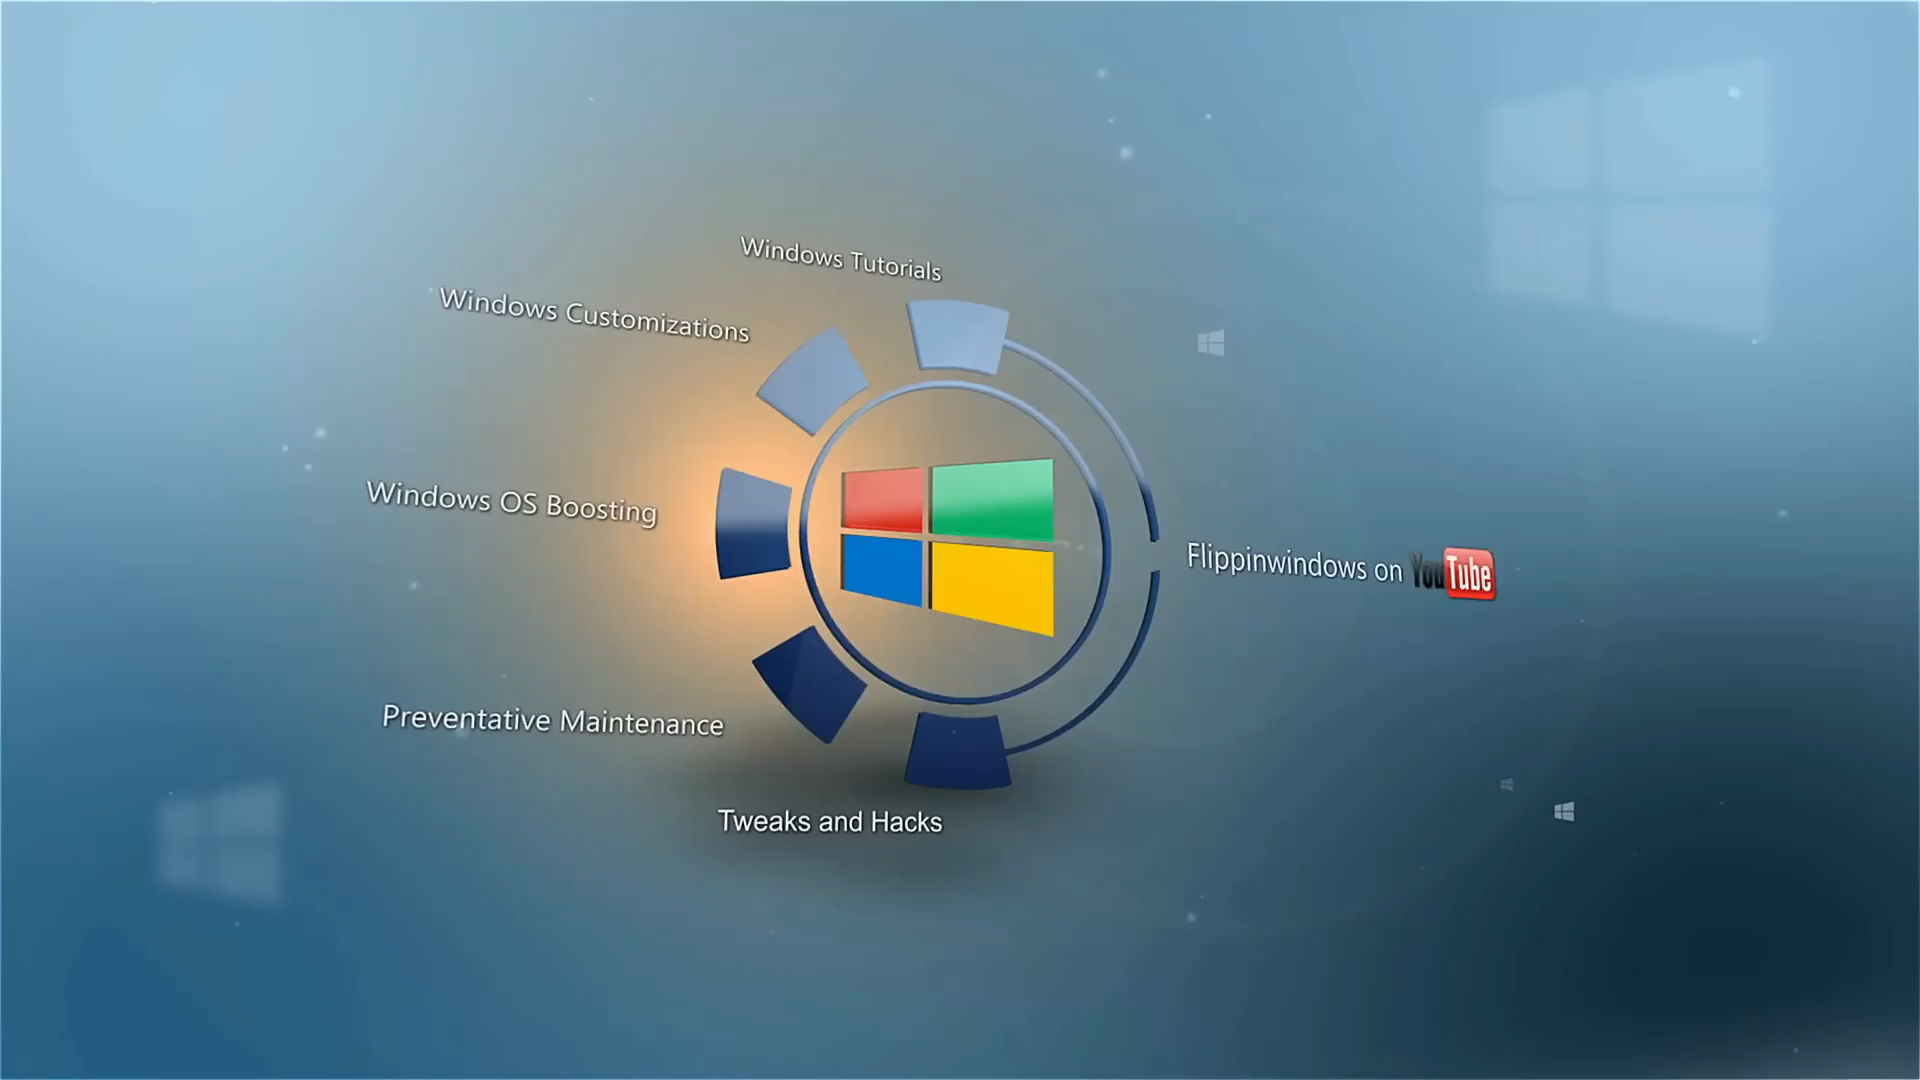 Windows Tutorials
Windows Customizations
Windows OS Boosting
Flippinwindows on YouTube
Preventative Maintenance
Tweaks and Hacks